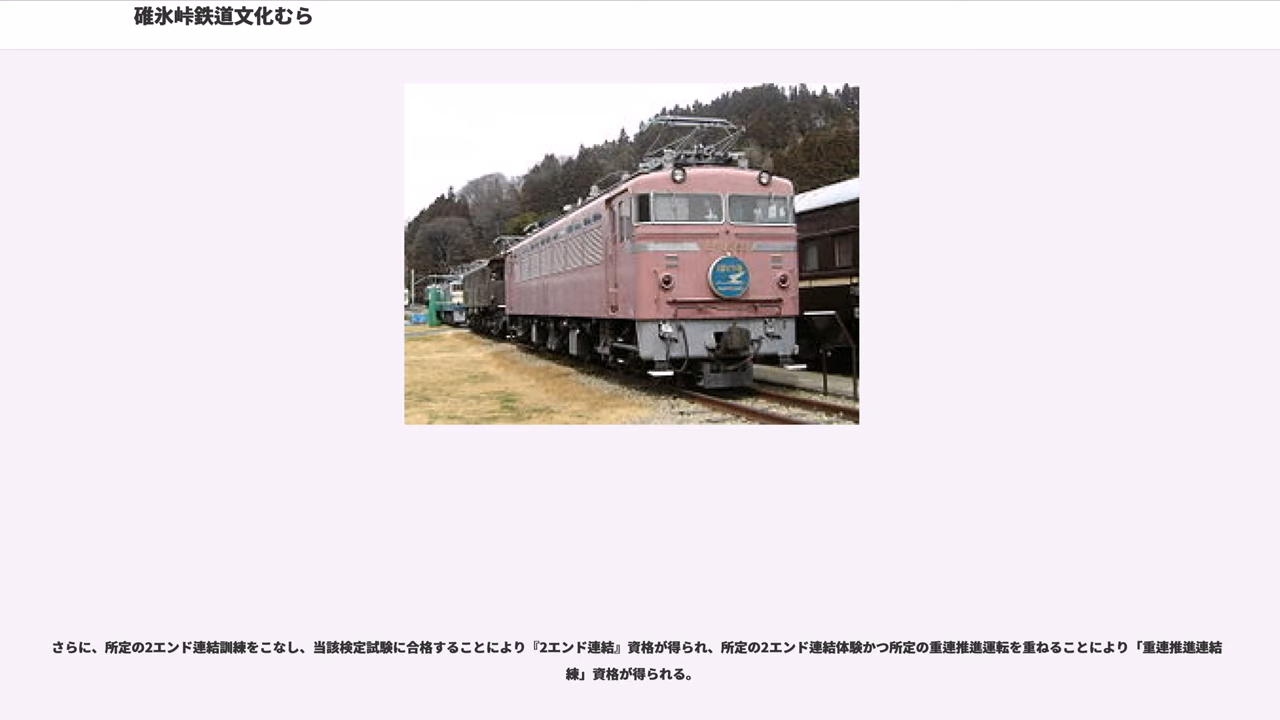 碓氷峠鉄道文化むら
さらに、所定の2エンド連結訓練をこなし、当該検定試験に合格することにより『2エンド連結』資格が得られ、所定の2エンド連結体験かつ所定の重連推進運転を重ねることにより「重連推進連結
練」資格が得られる。